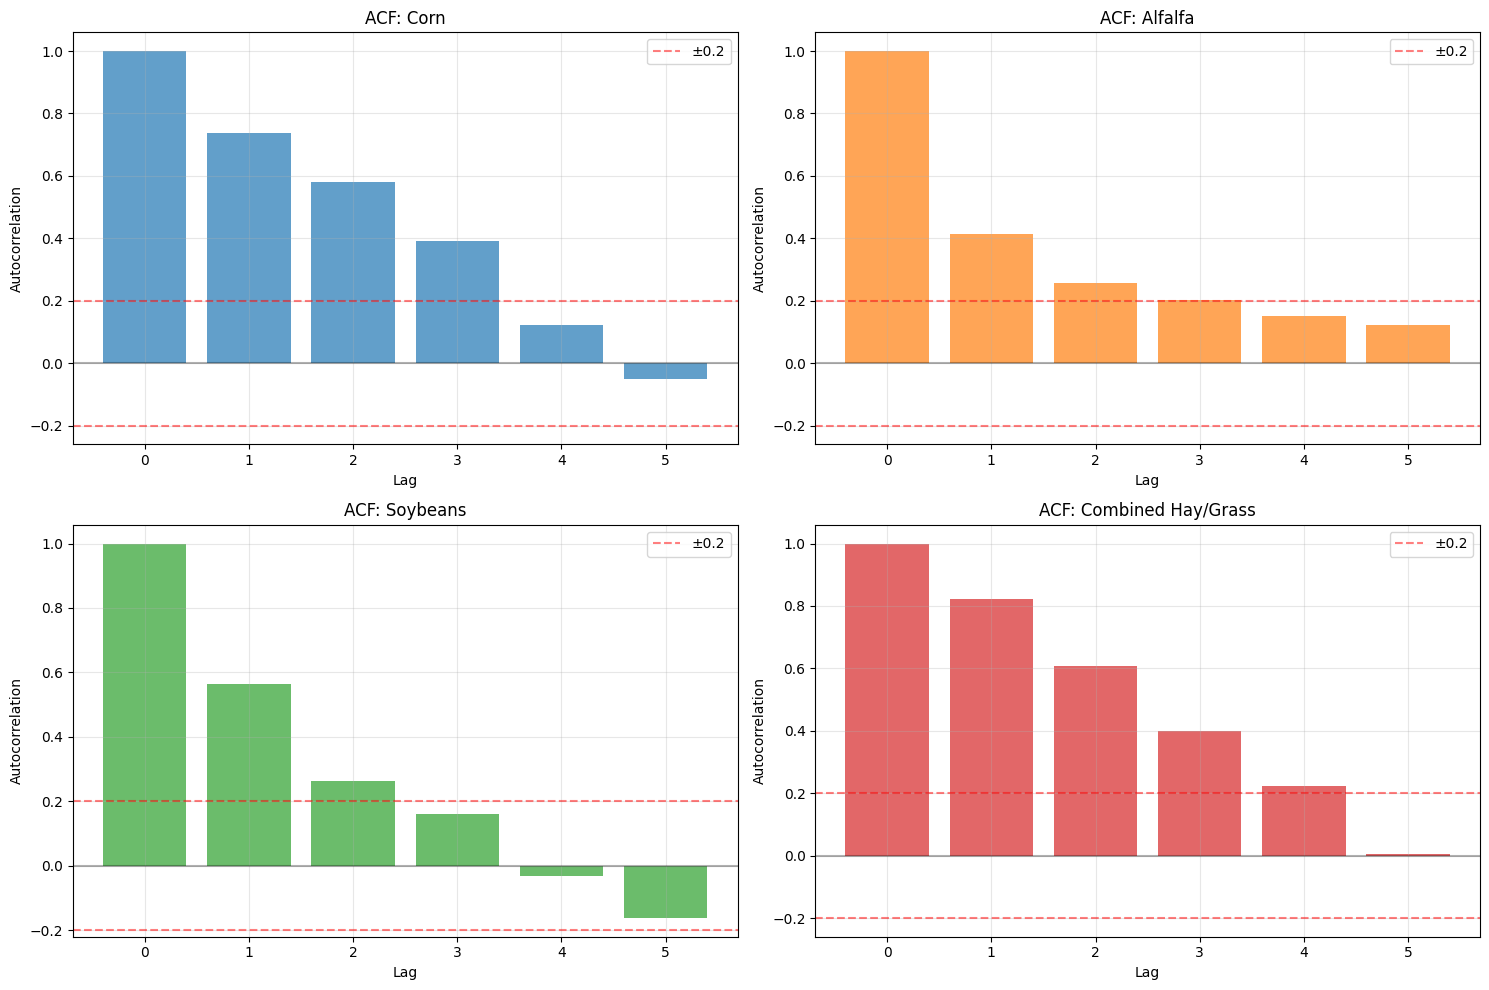 ACF: Corn
±0.2
Autocorrelation
1.0
0.8
0.6
0.4
0.2
0.0
−0.2
0 1 2 3 4 5
Lag
ACF: Alfalfa
±0.2
Autocorrelation
1.0
0.8
0.6
0.4
0.2
0.0
−0.2
0 1 2 3 4 5
Lag
ACF: Soybeans
±0.2
Autocorrelation
1.0
0.8
0.6
0.4
0.2
0.0
−0.2
0 1 2 3 4 5
Lag
ACF: Combined Hay/Grass
±0.2
Autocorrelation
1.0
0.8
0.6
0.4
0.2
0.0
−0.2
0 1 2 3 4 5
Lag